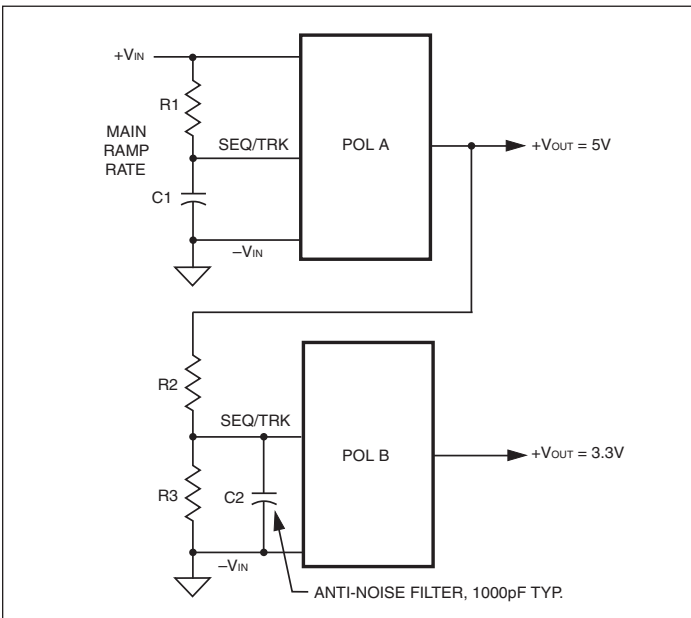 +VIN
R1
MAIN
RAMP
RATE
SEQ/TRK
POL A
+VOUT = 5V
C1
–VIN
R2
SEQ/TRK
POL B
+VOUT = 3.3V
R3
C2
–VIN
ANTI-NOISE FILTER, 1000pF TYP.